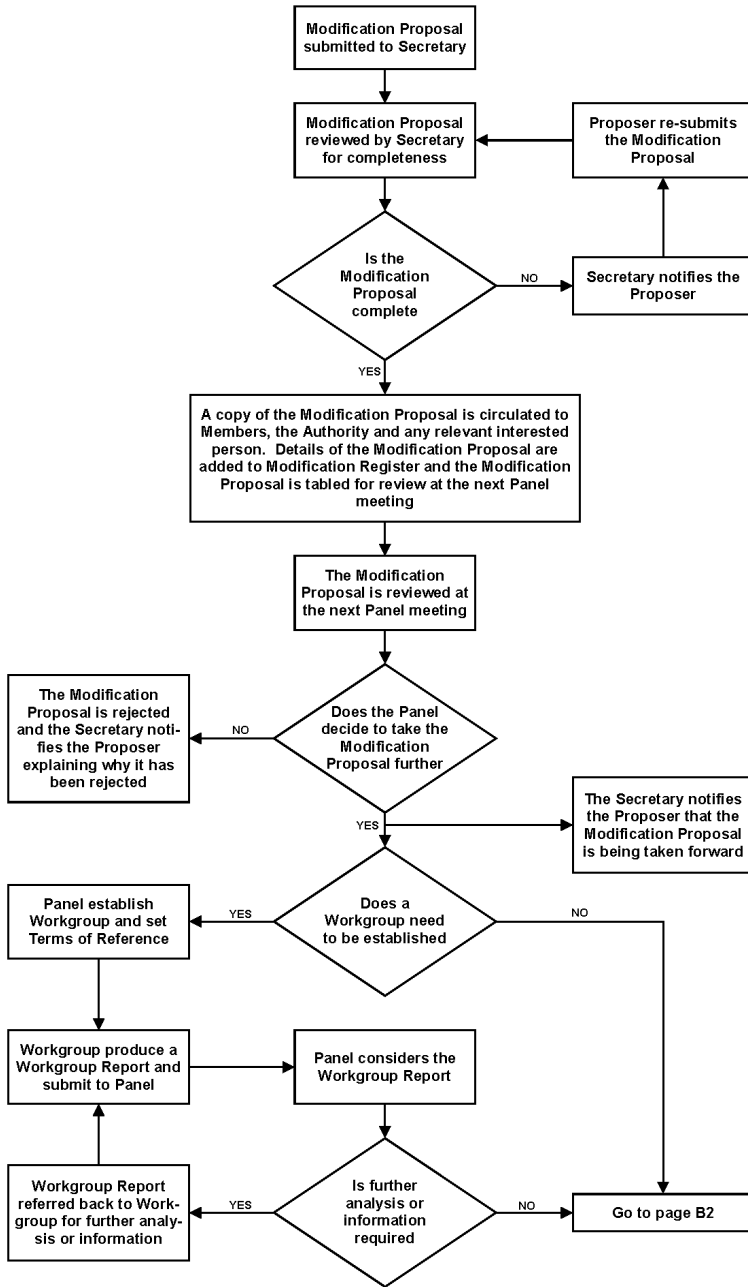 Modification Proposal
submitted to Secretary
Modification Proposal
reviewed by Secretary
for completeness
Proposer re-submits
the Modification
Proposal
Is the
Modification
Proposal
complete
NO
Secretary notifies the
Proposer
YES
A copy of the Modification Proposal is circulated to
Members, the Authority and any relevant interested
person. Details of the Modification Proposal are
added to Modification Register and the Modification
Proposal is tabled for review at the next Panel
meeting
The Modification
Proposal is reviewed at
the next Panel meeting
The Modification
Proposal is rejected
and the Secretary noti-
fies the Proposer
explaining why it has
been rejected
NO
Does the Panel
decide to take the
Modification
Proposal further
YES
The Secretary notifies
the Proposer that the
Modification Proposal
is being taken forward
Panel establish
Workgroup and set
Terms of Reference
YES
Does a
Workgroup need
to be established
NO
Workgroup produce a
Workgroup Report and
submit to Panel
Panel considers the
Workgroup Report
Workgroup Report
referred back to Work-
group for further analy-
sis or information
YES
Is further
analysis or
information
required
NO
Go to page B2